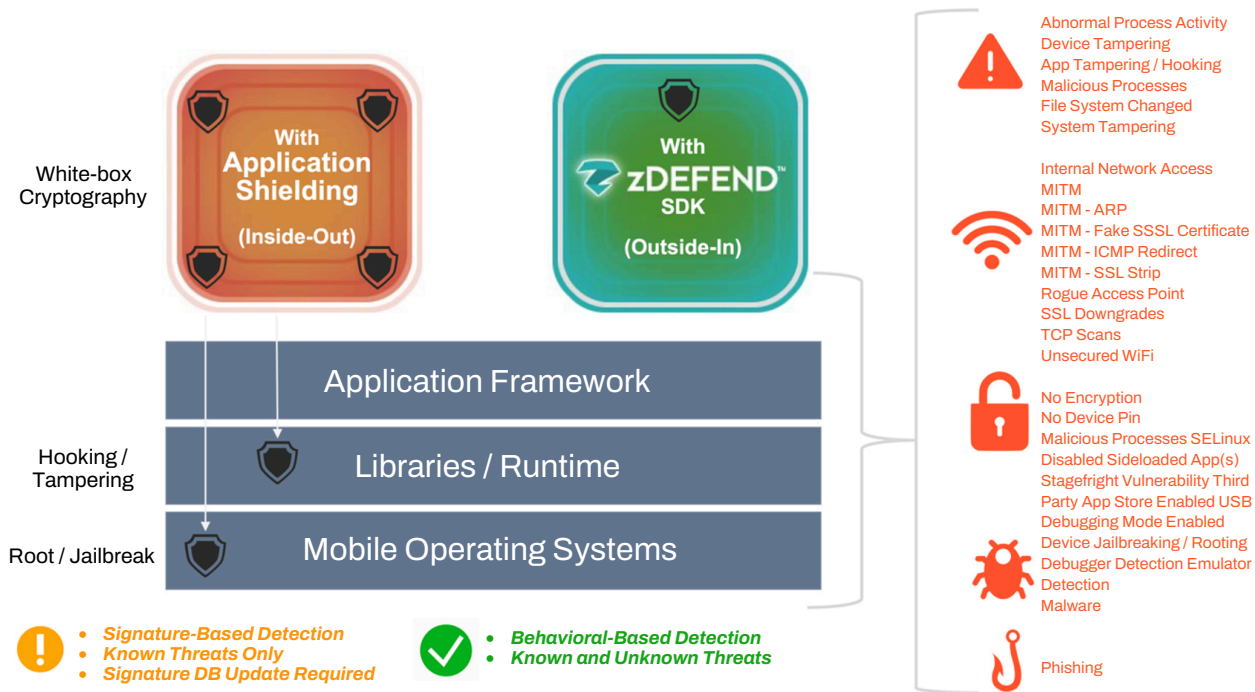 White-box
Cryptography
With
Application
Shielding
(Inside-Out)
With
zDEFEND™
SDK
(Outside-In)
Application Framework
Hooking /
Tampering
Libraries / Runtime
Root / Jailbreak
Mobile Operating Systems
• Signature-Based Detection
• Known Threats Only
• Signature DB Update Required
• Behavioral-Based Detection
• Known and Unknown Threats
Abnormal Process Activity
Device Tampering
App Tampering / Hooking
Malicious Processes
File System Changed
System Tampering
Internal Network Access
MITM
MITM - ARP
MITM - Fake SSSL Certificate
MITM - ICMP Redirect
MITM - SSL Strip
Rogue Access Point
SSL Downgrades
TCP Scans
Unsecured WiFi
No Encryption
No Device Pin
Malicious Processes SELinux
Disabled Sideloaded App(s)
Stagefright Vulnerability Third
Party App Store Enabled USB
Debugging Mode Enabled
Device Jailbreaking / Rooting
Debugger Detection Emulator
Detection
Malware
Phishing